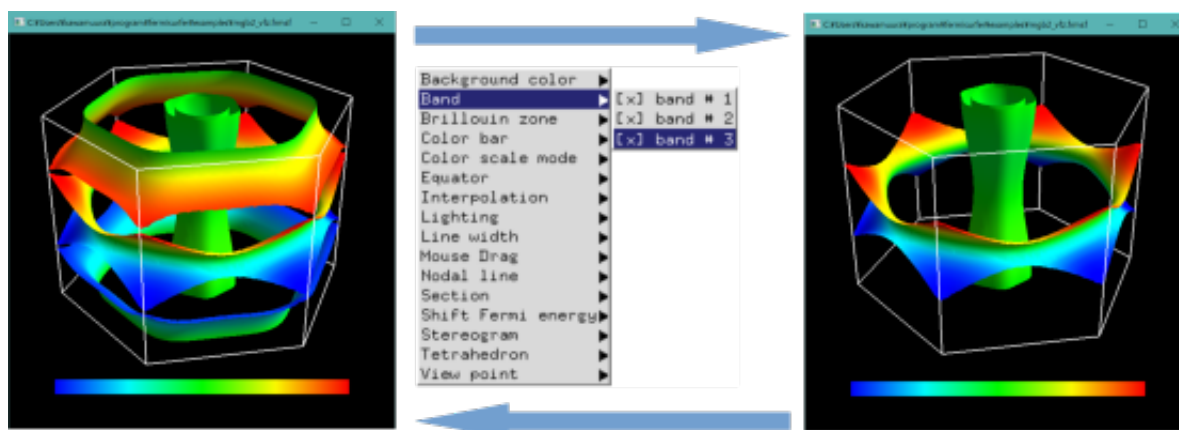 Background color
Band
[x] band # 1
Brillouin zone
[x] band # 2
Color bar
[x] band # 3
Color scale mode
Equator
Interpolation
Lighting
Line width
Mouse Drag
Nodal line
Section
Shift Fermi energy
Stereogram
Tetrahedron
View point